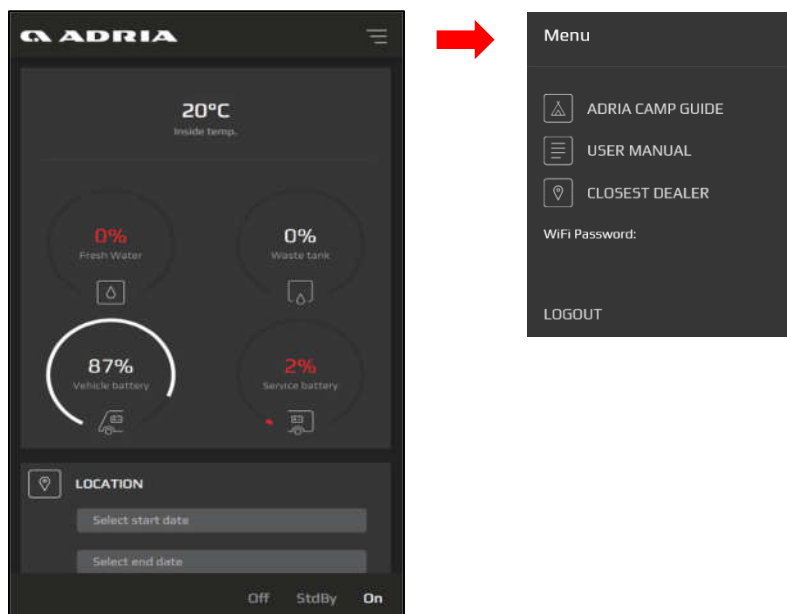 ADRIA
20°C
Inside temp.
0%
Fresh Water
0%
Waste tank
87%
Vehicle battery
2%
Service battery
LOCATION
Select start date
Select end date
Off StdBy On
Menu
ADRIA CAMP GUIDE
USER MANUAL
CLOSEST DEALER
WiFi Password:
LOGOUT